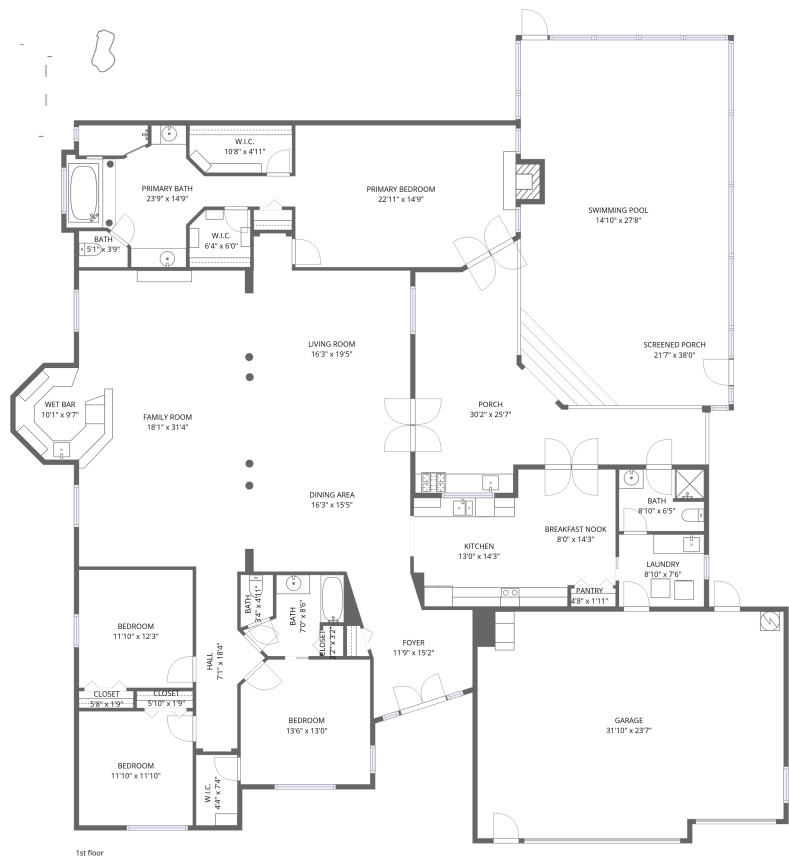 W.I.C.
10'8" x 4'11"
PRIMARY BATH
23'9" x 14'9"
PRIMARY BEDROOM
22'11" x 14'9"
SWIMMING POOL
14'10" x 27'8"
BATH
5'1" x 3'9"
W.I.C.
6'4" x 6'0"
LIVING ROOM
16'3" x 19'5"
SCREENED PORCH
21'7" x 38'0"
WET BAR
10'1" x 9'7"
FAMILY ROOM
18'1" x 31'4"
PORCH
30'2" x 25'7"
DINING AREA
16'3" x 15'5"
BATH
8'10" x 6'5"
BREAKFAST NOOK
8'0" x 14'3"
KITCHEN
13'0" x 14'3"
LAUNDRY
8'10" x 7'6"
PANTRY
4'8" x 1'11"
BATH
3'4" x 4'11"
BATH
7'0" x 8'6"
CLOSET
2'2" x 3'2"
BEDROOM
11'10" x 12'3"
HALL
7'1" x 18'4"
FOYER
11'9" x 15'2"
CLOSET
5'8" x 1'9"
CLOSET
5'10" x 1'9"
BEDROOM
13'6" x 13'0"
GARAGE
31'10" x 23'7"
BEDROOM
11'10" x 11'10"
W.I.C.
4'4" x 7'4"
1st floor